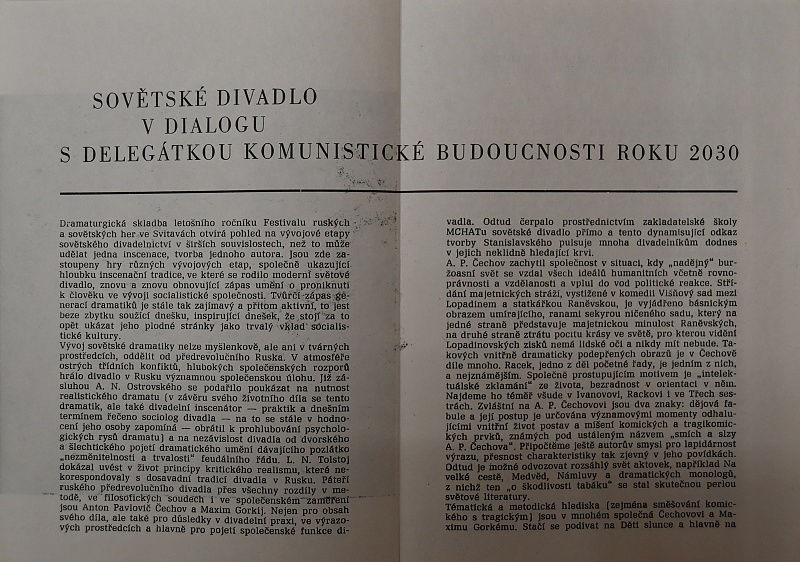 SOVĚTSKÉ DIVADLO
V DIALOGU
S DELEGÁTKOU KOMUNISTICKÉ BUDOUCNOSTI ROKU 2030
Dramaturgická skladba letošního ročníku Festivalu ruských
a sovětských her ve Svitavách otvírá pohled na vývojové etapy
sovětského divadelnictví v širších souvislostech, než to může
udělat jedna inscenace, tvorba jednoho autora. Jsou zde za-
stoupeny hry různých vývojových etap, společně ukazující
hloubku inscenační tradice, ve které se rodilo moderní světové
divadlo, znovu a znovu obnovující zápas umění o proniknutí
k člověku ve vývoji socialistické společnosti. Tvůrčí zápas ge-
nerací dramatiků je stále tak zajímavý a přitom aktivní, to jest
beze zbytku soužící dnešku, inspirující dnešek, že stojí za to
opět ukázat jeho plodné stránky jako trvalý vklad socialis-
tické kultury.
Vývoj sovětské dramatiky nelze myšlenkově, ale ani v tvárných
prostředcích, oddělit od předrevolučního Ruska. V atmosféře
ostrých třídních konfliktů, hlubokých společenských rozporů
hrálo divadlo v Rusku významnou společenskou úlohu. Již zá-
sluhou A. N. Ostrovského se podařilo poukázat na nutnost
realistického dramatu (v závěru svého životního díla se tento
dramatik, ale také divadelní inscenátor — praktik a dnešním
termínem řečeno sociolog divadla — na to se stále v hodno-
cení jeho osoby zapomíná — obrátil k prohlubování psycholo-
gických rysů dramatu) a na nezávislost divadla od dvorského
a šlechtického pojetí dramatického umění dávajícího pozlátko
„nezměnitelnosti a trvalosti" feudálního řádu. L. N. Tolstoj
dokázal uvést v život principy kritického realismu, které ne-
korespondovaly s dosavadní tradicí divadla v Rusku. Páteří
ruského předrevolučního divadla přes všechny rozdíly v me-
todě, ve filosofických soudech i ve společenském zaměření
jsou Anton Pavlovič Čechov a Maxim Gorkij. Nejen pro obsah
svého díla, ale také pro důsledky v divadelní praxi, ve výrazo-
vých prostředcích a hlavně pro pojetí společenské funkce di-
vadla. Odtud čerpalo prostřednictvím zakladatelské školy
MCHATu sovětské divadlo přímo a tento dynamisující odkaz
tvorby Stanislavského pulsuje mnoha divadelníkům dodnes
v jejich neklidně hledající krvi.
A. P. Čechov zachytil společnost v situaci, kdy „nadějný" bur-
žoasní svět se vzdal všech ideálů humanitních včetně rovno-
právnosti a vzdělanosti a vplul do vod politické reakce. Stří-
dání majetnických stráží, vystižené v komedii Višňový sad mezi
Lopadinem a statkářkou Raněvskou, je vyjádřeno básnickým
obrazem umírajícího, ranami sekyrou ničeného sadu, který na
jedné straně představuje majetnickou minulost Raněvských,
na druhé straně ztrátu pocitu krásy ve světě, pro kterou vidění
Lopadinovských zisků nemá lidské oči a nikdy mít nebude. Ta-
kových vnitřně dramaticky podepřených obrazů je v Čechově
díle mnoho. Racek, jedno z děl početné řady, je jedním z nich,
a nejznámějším. Společně prostupujícím motivem je „intelek-
tuálské zklamání" ze života, bezradnost v orientaci v něm.
Najdeme ho téměř všude v Ivanovovi, Rackovi i ve Třech ses-
trách. Zvláštní na A. P. Čechovovi jsou dva znaky: dějová fa-
bule a její postup je určována významovými momenty odhalu-
jícími vnitřní život postav a mísení komických a tragikomic-
kých prvků, známých pod ustáleným názvem „smích a slzy
A. P. Čechova". Připočtěme ještě autorův smysl pro lapidárnost
výrazu, přesnost charakteristiky tak zjevný v jeho povídkách.
Odtud je možné odvozovat rozsáhlý svět aktovek, například Na
velké cestě, Medvěd, Námluvy a dramatických monologů,
z nichž ten „o škodlivosti tabáku" se stal skutečnou perlou
světové literatury.
Tématická a metodická hlediska (zejména směšování komic-
kého s tragickým) jsou v mnohém společná Čechovovi a Ma-
ximu Gorkému. Stačí se podívat na Děti slunce a hlavně na